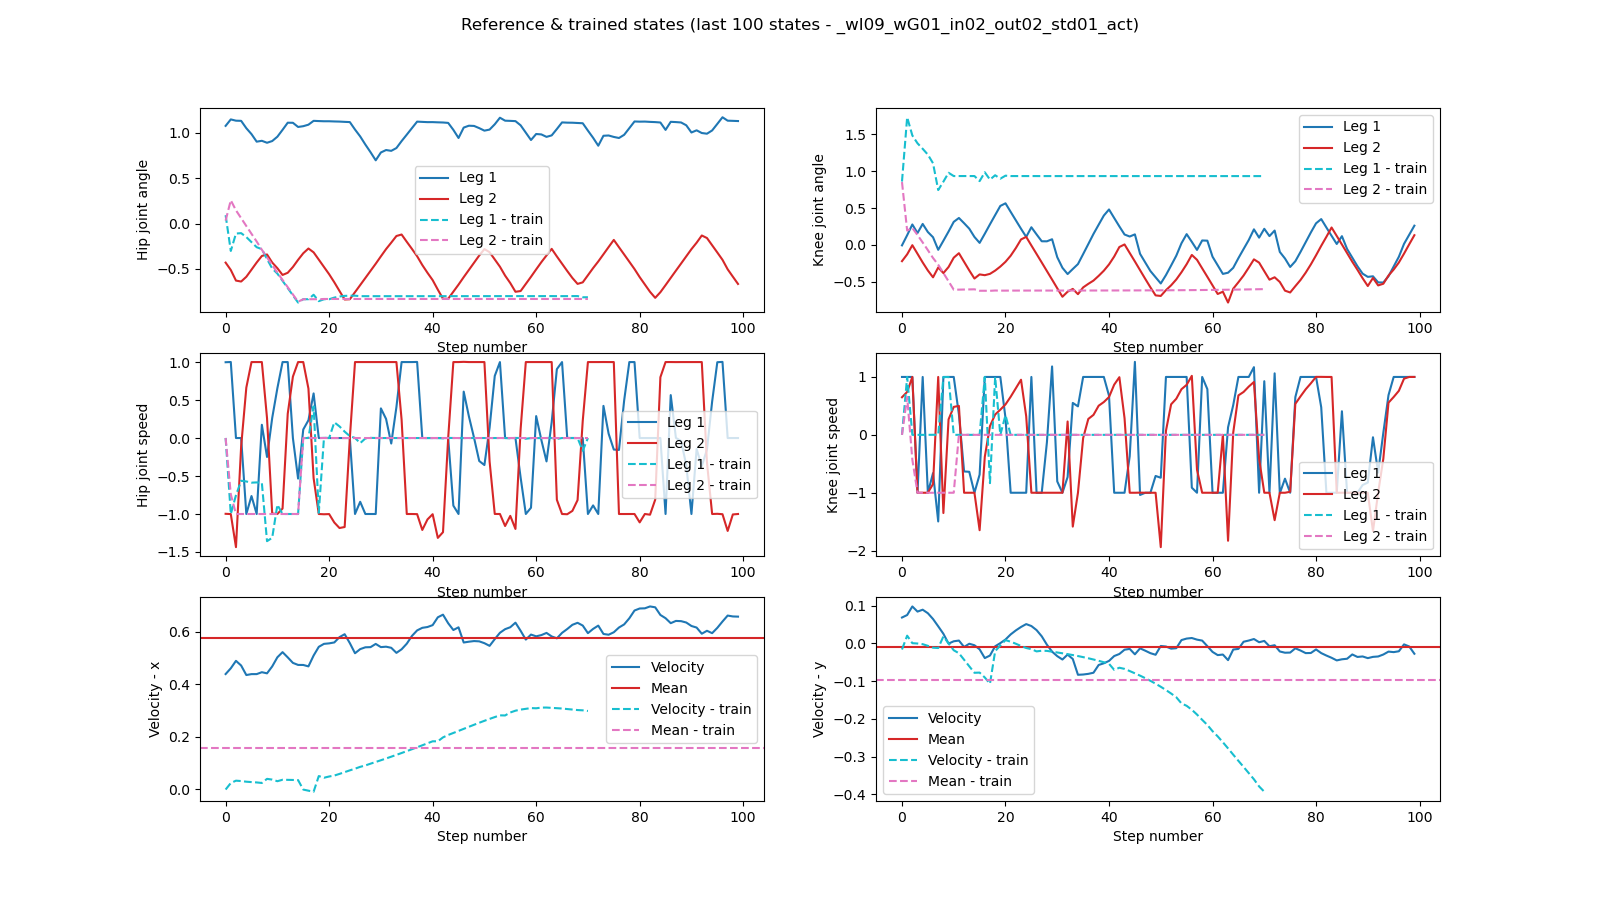 Reference & trained states (last 100 states - _wI09_wG01_in02_out02_std01_act)
Hip joint angle
1.0
0.5
0.0
−0.5
0 20 40 60 80 100
Step number
Leg 1
Leg 2
Leg 1 - train
Leg 2 - train
Knee joint angle
1.5
1.0
0.5
0.0
−0.5
0 20 40 60 80 100
Step number
Leg 1
Leg 2
Leg 1 - train
Leg 2 - train
Hip joint speed
1.0
0.5
0.0
−0.5
−1.0
−1.5
0 20 40 60 80 100
Step number
Leg 1
Leg 2
Leg 1 - train
Leg 2 - train
Knee joint speed
1
0
−1
−2
0 20 40 60 80 100
Step number
Leg 1
Leg 2
Leg 1 - train
Leg 2 - train
Velocity - x
0.6
0.4
0.2
0.0
0 20 40 60 80 100
Step number
Velocity
Mean
Velocity - train
Mean - train
Velocity - y
0.1
0.0
−0.1
−0.2
−0.3
−0.4
0 20 40 60 80 100
Step number
Velocity
Mean
Velocity - train
Mean - train